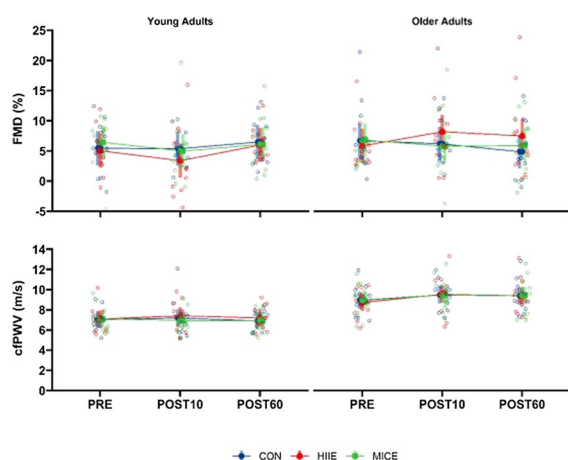 Young Adults
Older Adults
FMD (%)
25
20
15
10
5
0
-5
cfPWV (m/s)
14
12
10
8
6
4
2
0
PRE
POST10
POST60
PRE
POST10
POST60
CON
HIIE
MICE